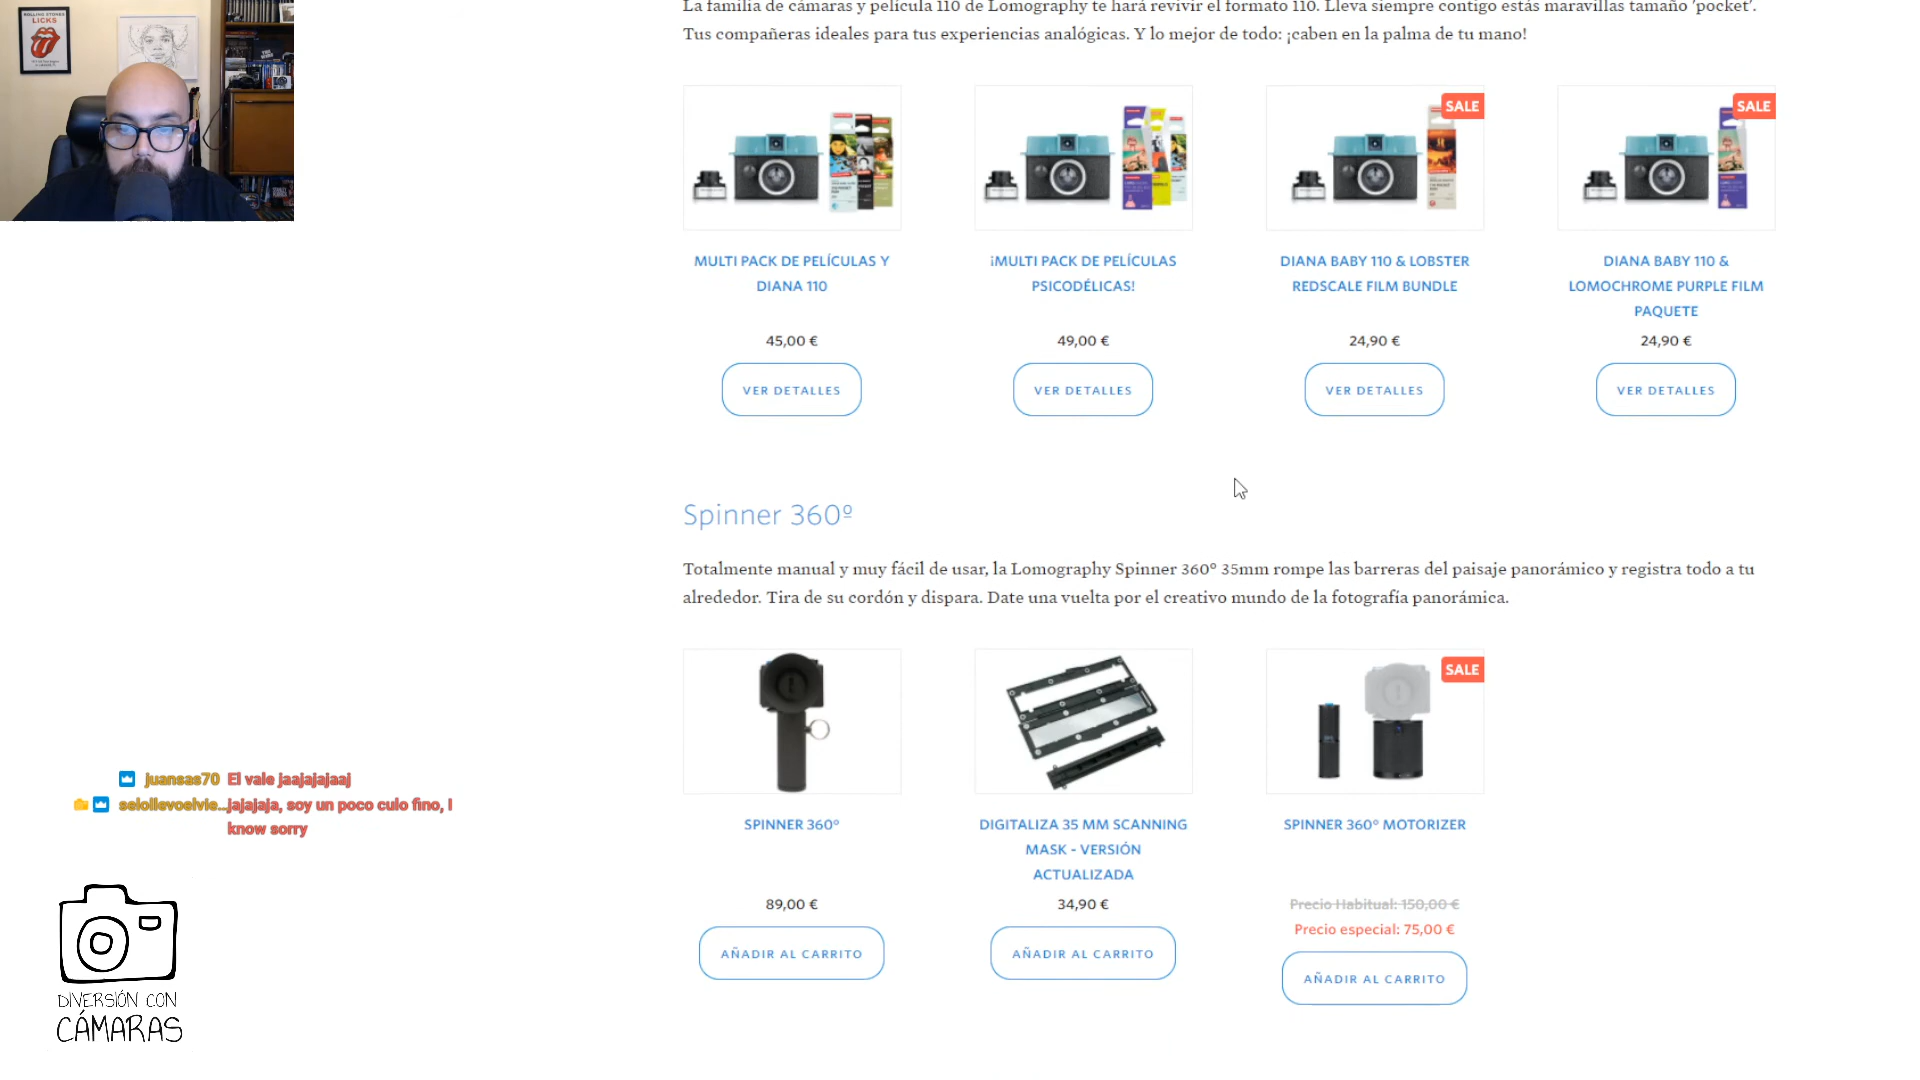 La familia de cámaras y película 110 de Lomography te hará revivir el formato 110. Lleva siempre contigo estás maravillas tamaño 'pocket'.
Tus compañeras ideales para tus experiencias analógicas. Y lo mejor de todo: ¡caben en la palma de tu mano!
ROLLING STONES
LICKS
SALE
SALE
MULTI PACK DE PELÍCULAS Y
DIANA 110
45,00 €
VER DETALLES
¡MULTI PACK DE PELÍCULAS
PSICODÉLICAS!
49,00 €
VER DETALLES
DIANA BABY 110 & LOBSTER
REDSCALE FILM BUNDLE
24,90 €
VER DETALLES
DIANA BABY 110 &
LOMOCHROME PURPLE FILM
PAQUETE
24,90 €
VER DETALLES
Spinner 360º
Totalmente manual y muy fácil de usar, la Lomography Spinner 360° 35mm rompe las barreras del paisaje panorámico y registra todo a tu
alrededor. Tira de su cordón y dispara. Date una vuelta por el creativo mundo de la fotografía panorámica.
SALE
SPINNER 360°
89,00 €
AÑADIR AL CARRITO
DIGITALIZA 35 MM SCANNING
MASK - VERSIÓN
ACTUALIZADA
34,90 €
AÑADIR AL CARRITO
SPINNER 360° MOTORIZER
Precio Habitual: 150,00 €
Precio especial: 75,00 €
AÑADIR AL CARRITO
juansas70 El vale jaajajajaaj
selollevoelvie... jajajaja, soy un poco culo fino, I
know sorry
DIVERSIÓN CON
CÁMARAS